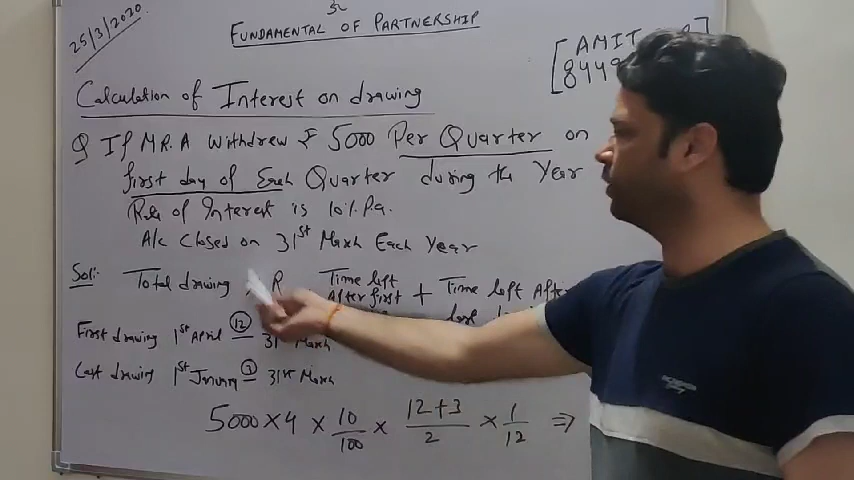 25/3/2020
FUNDAMENTAL OF PARTNERSHIP
AMIT
Calculation of Interest on drawing
Q If MR.A withdrew ₹ 5000 Per Quarter on
first day of Each Quarter during the Year
Rate of Interest is 10%. P.a.
A/c Closed on 31st March Each Year
Sol:- Total drawing R Time left After first + Time left After
First drawing 1st April 12 31st March
Last drawing 1st January 3 31st March
5000 × 4 × 10/100 × 12+3/2 × 1/12 ⇒